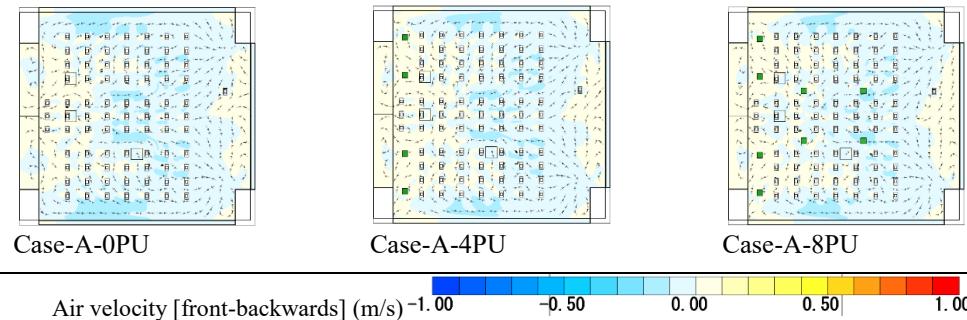 Case-A-0PU
Case-A-4PU
Case-A-8PU
Air velocity [front-backwards] (m/s)
-1.00
-0.50
0.00
0.50
1.00